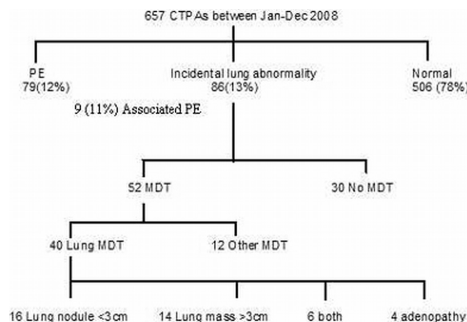 657 CTPAs between Jan-Dec 2008
PE
79(12%)
Incidental lung abnormality
86(13%)
Normal
506 (78%)
9 (11%) Associated PE
52 MDT
30 No MDT
40 Lung MDT
12 Other MDT
16 Lung nodule <3cm
14 Lung mass >3cm
6 both
4 adenopathy